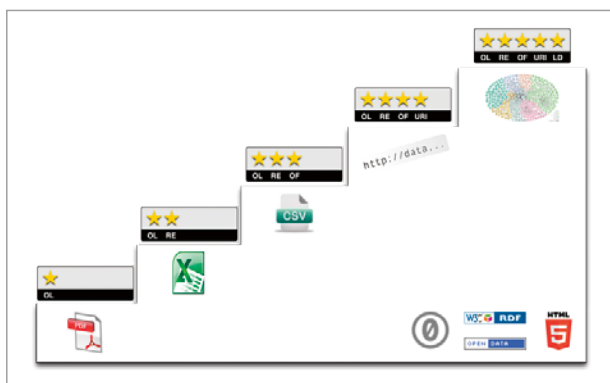 OL RE OF URI LD
OL RE OF URI
http://data...
OL RE OF
CSV
OL RE
X
OL
PDF
0
W3C RDF
OPEN DATA
HTML
5